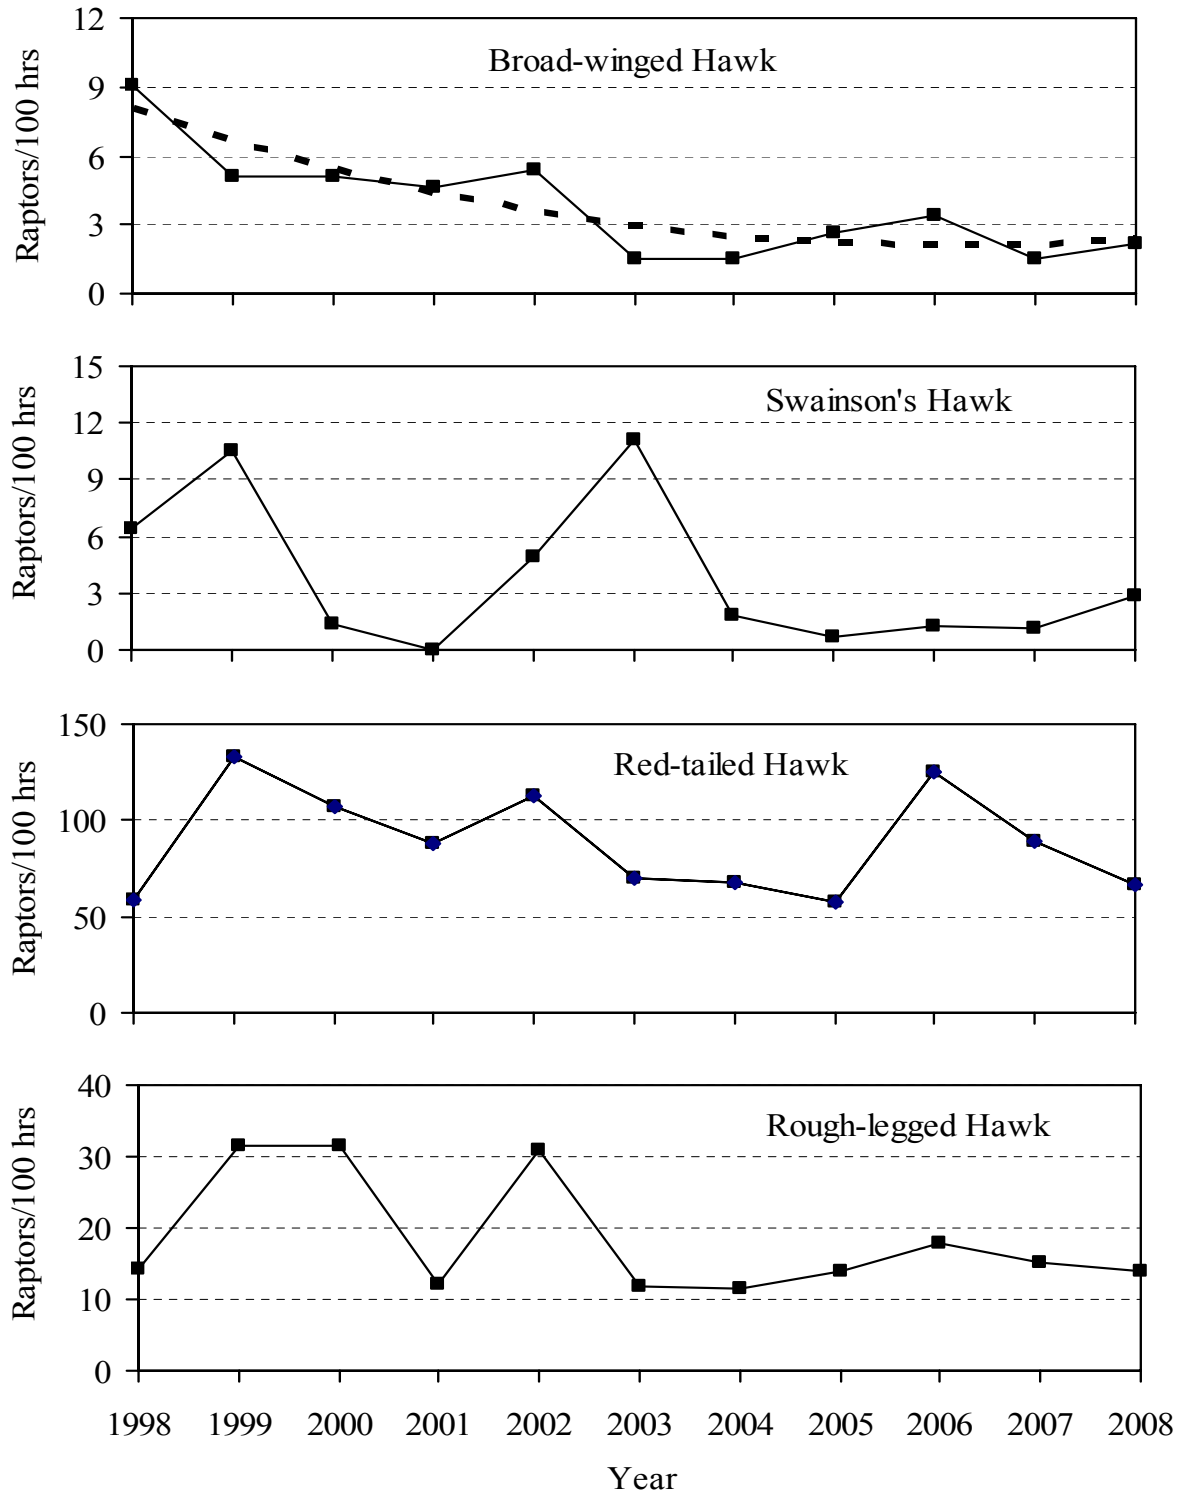 12
9
6
3
0
Raptors/100 hrs
Broad-winged Hawk
15
12
9
6
3
0
Raptors/100 hrs
Swainson's Hawk
150
100
50
0
Raptors/100 hrs
Red-tailed Hawk
40
30
20
10
0
Raptors/100 hrs
Rough-legged Hawk
1998 1999 2000 2001 2002 2003 2004 2005 2006 2007 2008
Year